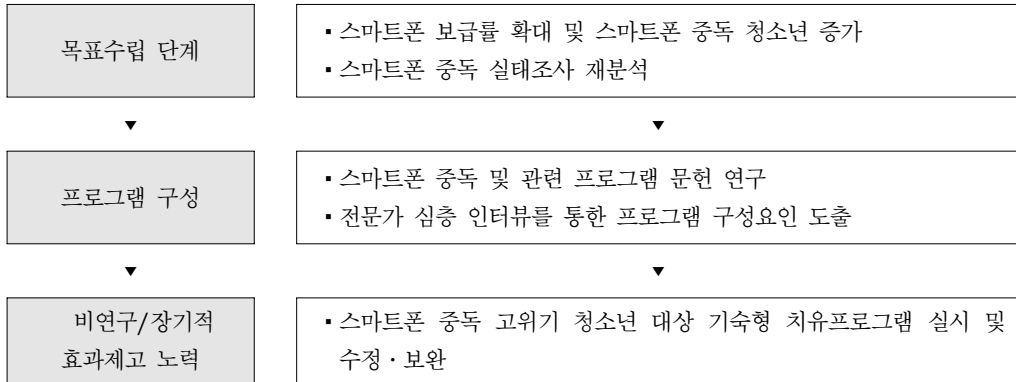 목표수립 단계
▪스마트폰 보급률 확대 및 스마트폰 중독 청소년 증가
▪스마트폰 중독 실태조사 재분석
▼ ▼
프로그램 구성
▪스마트폰 중독 및 관련 프로그램 문헌 연구
▪전문가 심층 인터뷰를 통한 프로그램 구성요인 도출
▼ ▼
비연구/장기적
효과제고 노력
▪스마트폰 중독 고위기 청소년 대상 기숙형 치유프로그램 실시 및
수정・보완